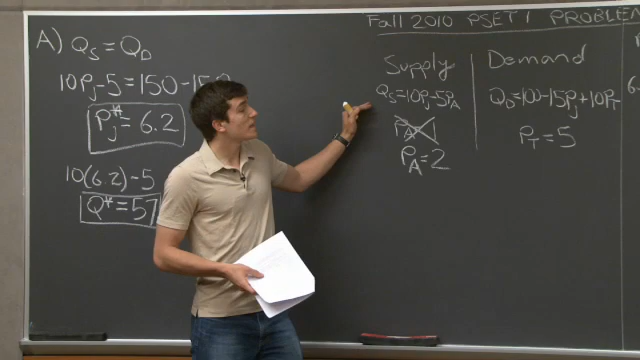 A) Qs = QD
10Pj - 5 = 150 - 15P
Pj* = 6.2
10(6.2) - 5
Q* = 57
Fall 2010 PSET 1 PROBLEM
Supply
Qs = 10Pj - 5PA
PA = 1
PA = 2
Demand
QD = 100 - 15Pj + 10PT
PT = 5